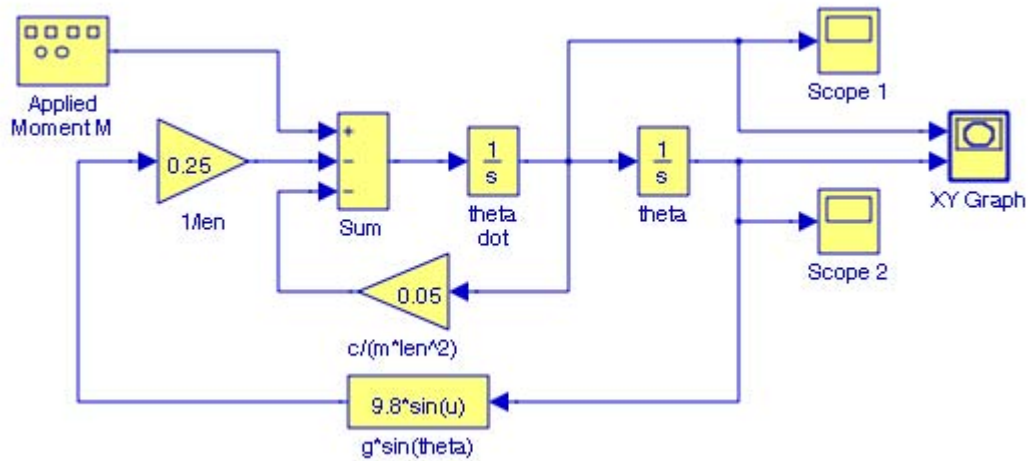 Applied
Moment M
0.25
1/len
+
−
−
Sum
1
s
theta
dot
1
s
theta
Scope 1
XY Graph
Scope 2
0.05
c/(m*len^2)
9.8*sin(u)
g*sin(theta)